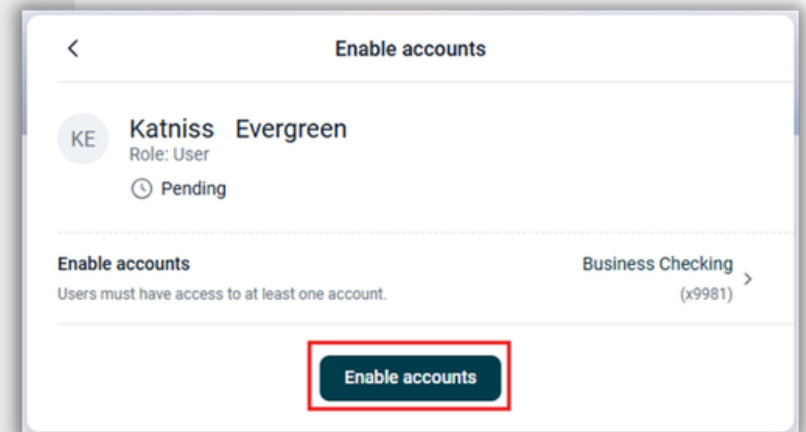 Enable accounts
KE
Katniss Evergreen
Role: User
Pending
Enable accounts
Business Checking
Users must have access to at least one account.
(x9981)
Enable accounts